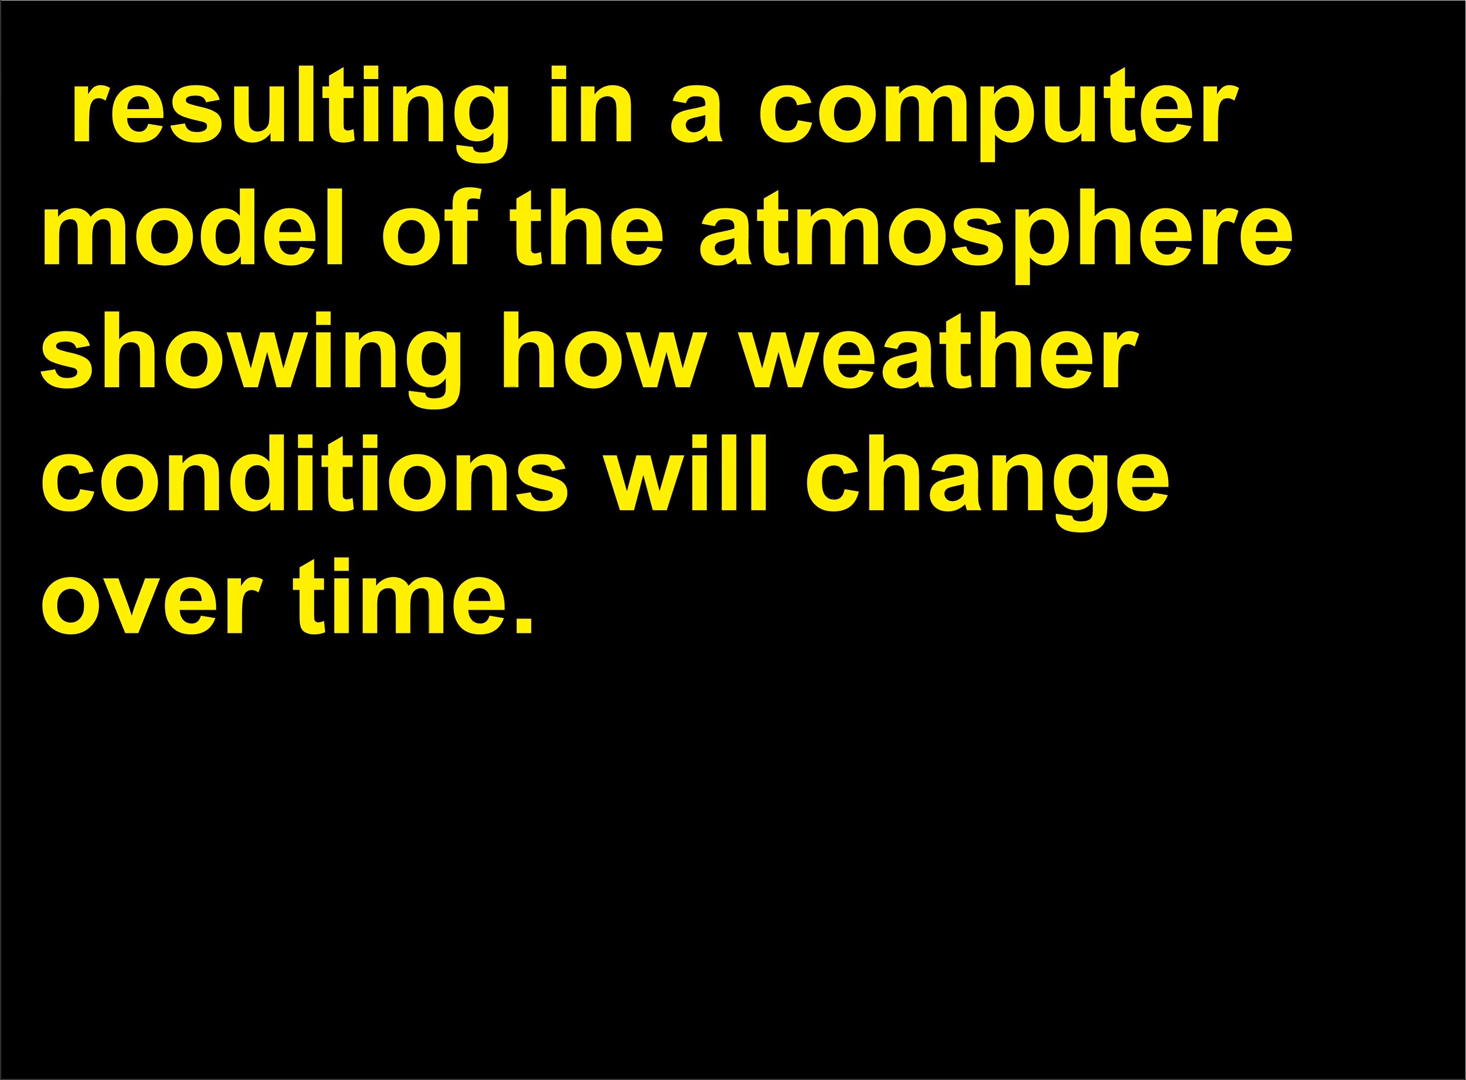 resulting in a computer
model of the atmosphere
showing how weather
conditions will change
over time.